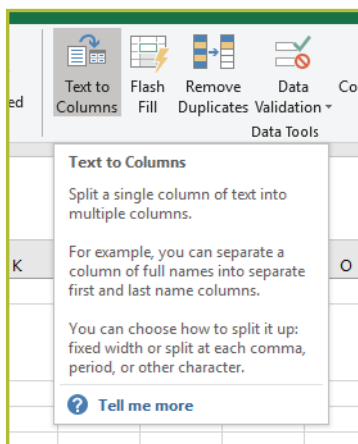 ed
Text to Flash Remove Data Co
Columns Fill Duplicates Validation
Data Tools
Text to Columns
Split a single column of text into
multiple columns.
For example, you can separate a
column of full names into separate
first and last name columns.
You can choose how to split it up:
fixed width or split at each comma,
period, or other character.
? Tell me more
K O